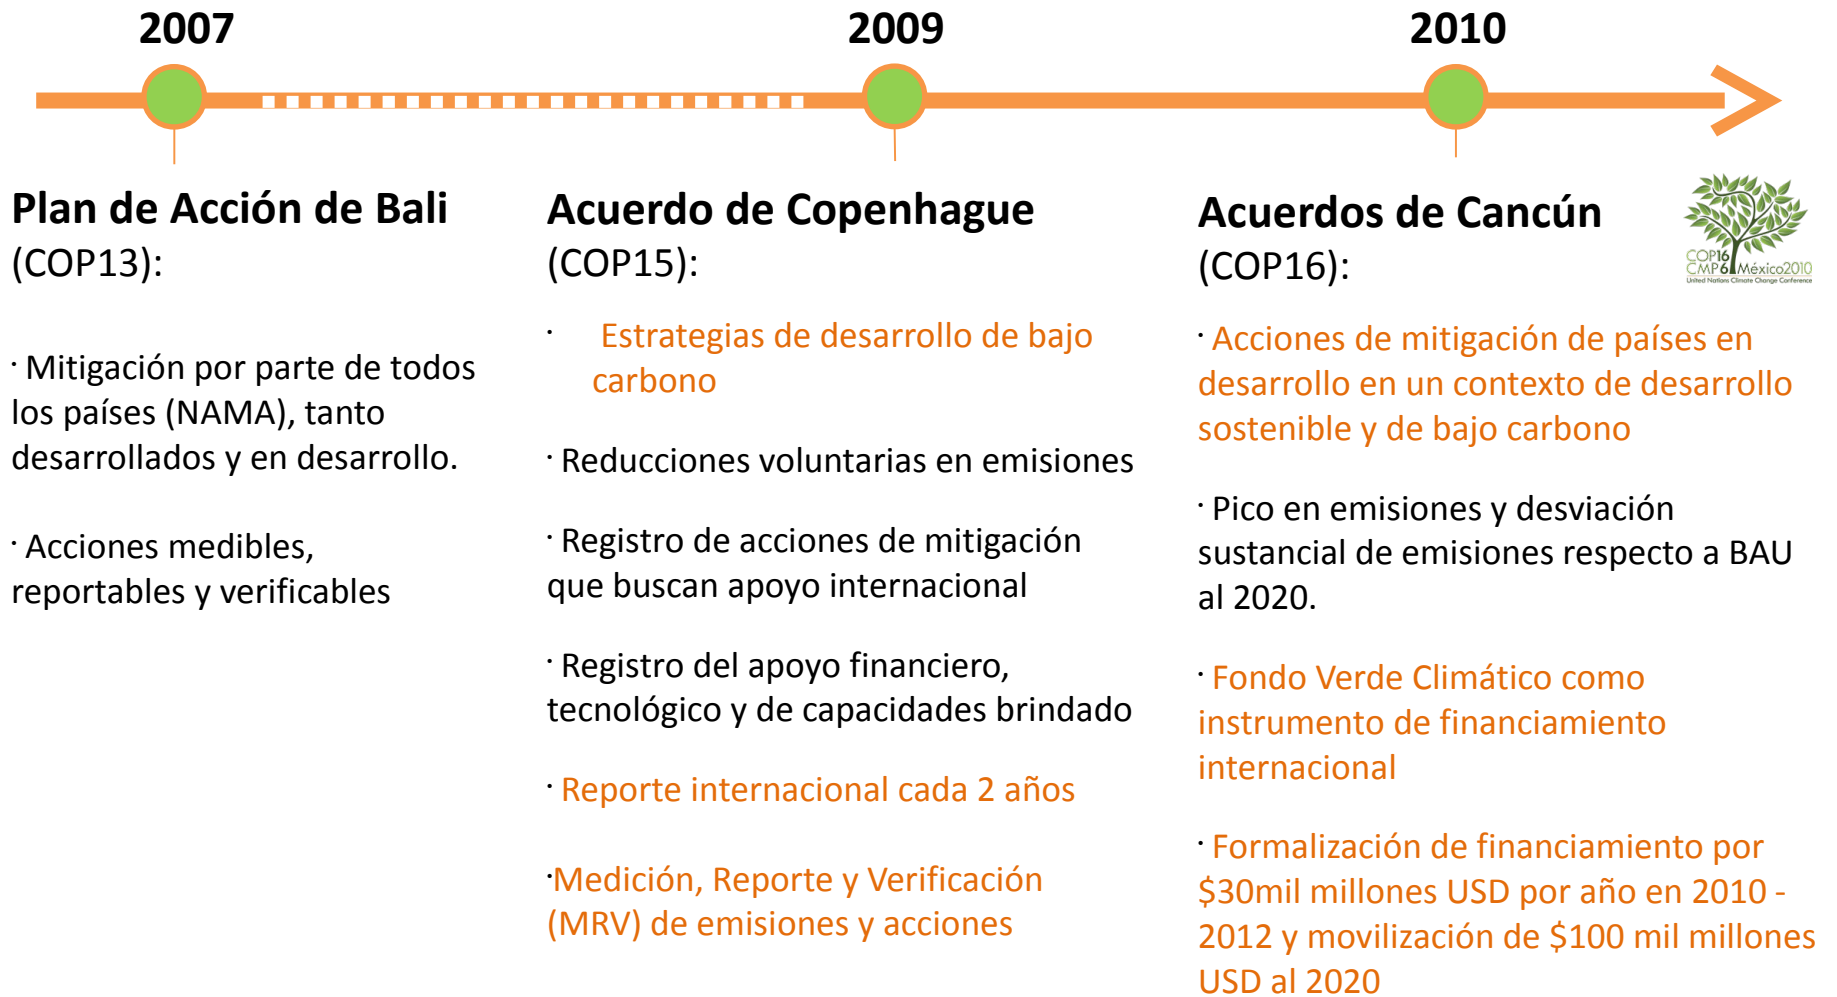 2007
2009
2010
Plan de Acción de Bali
(COP13):
· Mitigación por parte de todos
los países (NAMA), tanto
desarrollados y en desarrollo.
· Acciones medibles,
reportables y verificables
Acuerdo de Copenhague
(COP15):
· Estrategias de desarrollo de bajo
carbono
· Reducciones voluntarias en emisiones
· Registro de acciones de mitigación
que buscan apoyo internacional
· Registro del apoyo financiero,
tecnológico y de capacidades brindado
· Reporte internacional cada 2 años
·Medición, Reporte y Verificación
(MRV) de emisiones y acciones
Acuerdos de Cancún
(COP16):
COP16
CMP6 México2010
United Nations Climate Change Conference
· Acciones de mitigación de países en
desarrollo en un contexto de desarrollo
sostenible y de bajo carbono
· Pico en emisiones y desviación
sustancial de emisiones respecto a BAU
al 2020.
· Fondo Verde Climático como
instrumento de financiamiento
internacional
· Formalización de financiamiento por
$30mil millones USD por año en 2010 -
2012 y movilización de $100 mil millones
USD al 2020